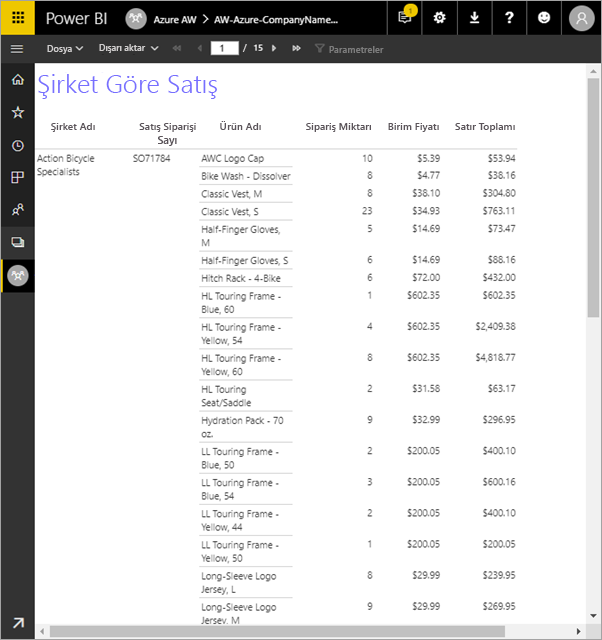 Power BI Azure AW > AW-Azure-CompanyName... 1 ?
Dosya Dışarı aktar 1 / 15 Parametreler
Şirket Göre Satış
Şirket Adı Satış Siparişi Ürün Adı Sipariş Miktarı Birim Fiyatı Satır Toplamı
Sayı
Action Bicycle SO71784 AWC Logo Cap 10 $5.39 $53.94
Specialists
Bike Wash - Dissolver 8 $4.77 $38.16
Classic Vest, M 8 $38.10 $304.80
Classic Vest, S 23 $34.93 $763.11
Half-Finger Gloves, 5 $14.69 $73.47
M
Half-Finger Gloves, S 6 $14.69 $88.16
Hitch Rack - 4-Bike 6 $72.00 $432.00
HL Touring Frame - 1 $602.35 $602.35
Blue, 60
HL Touring Frame - 4 $602.35 $2,409.38
Yellow, 54
HL Touring Frame - 8 $602.35 $4,818.77
Yellow, 60
HL Touring 2 $31.58 $63.17
Seat/Saddle
Hydration Pack - 70 9 $32.99 $296.95
oz.
LL Touring Frame - 2 $200.05 $400.10
Blue, 50
LL Touring Frame - 3 $200.05 $600.16
Blue, 54
LL Touring Frame - 2 $200.05 $400.10
Yellow, 44
LL Touring Frame - 1 $200.05 $200.05
Yellow, 50
Long-Sleeve Logo 8 $29.99 $239.95
Jersey, L
Long-Sleeve Logo 9 $29.99 $269.95
Jersey, M